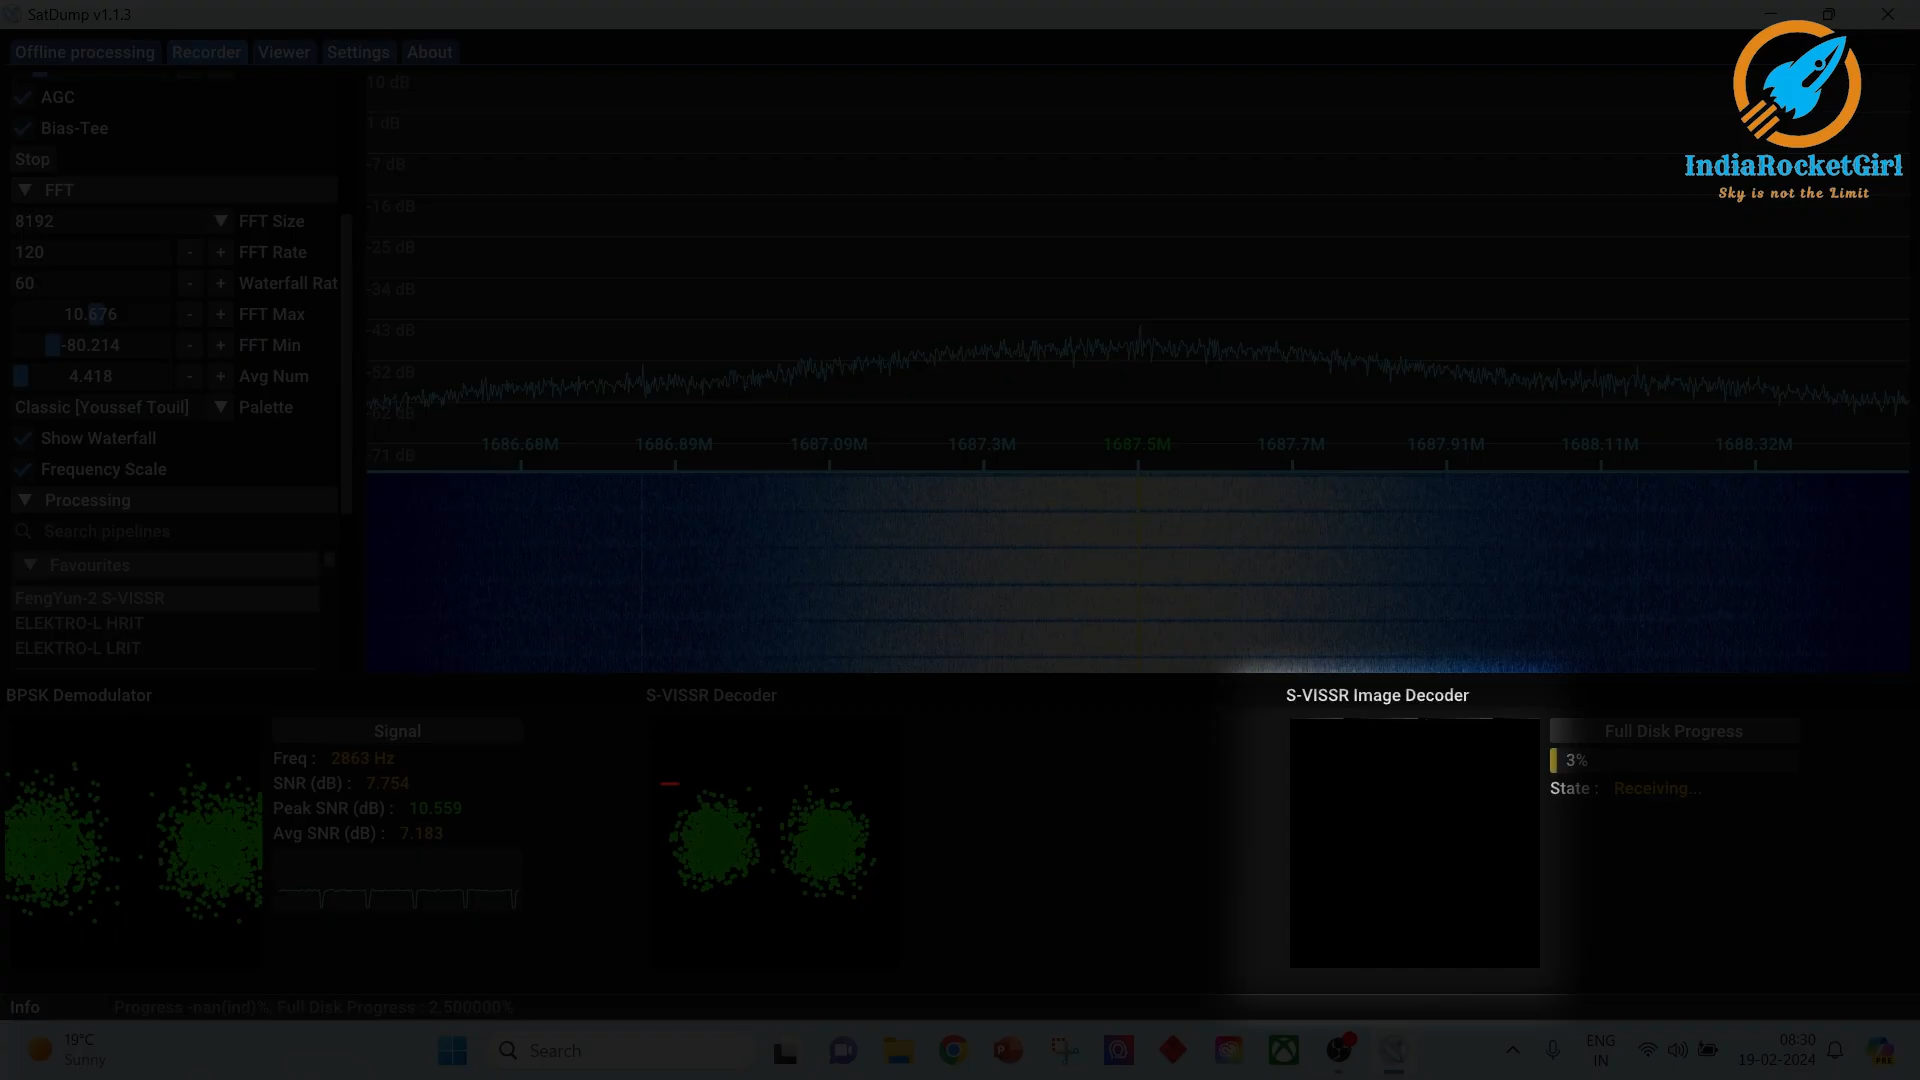 SatDump v1.1.3
Offline processing Recorder Viewer Settings About
AGC
Bias-Tee
Stop
FFT
8192 FFT Size
120 - + FFT Rate
60 - + Waterfall Rat
10.676 - + FFT Max
-80.214 - + FFT Min
4.418 - + Avg Num
Classic [Youssef Touil] Palette
Show Waterfall
Frequency Scale
Processing
Search pipelines
Favourites
FengYun-2 S-VISSR
ELEKTRO-L HRIT
ELEKTRO-L LRIT
10 dB
1 dB
-7 dB
-16 dB
-25 dB
-34 dB
-43 dB
-52 dB
-62 dB
-71 dB
1686.68M 1686.89M 1687.09M 1687.3M 1687.5M 1687.7M 1687.91M 1688.11M 1688.32M
IndiaRocketGirl
Sky is not the Limit
BPSK Demodulator
Signal
Freq : 2863 Hz
SNR (dB) : 7.754
Peak SNR (dB) : 10.559
Avg SNR (dB) : 7.183
S-VISSR Decoder
S-VISSR Image Decoder
Full Disk Progress
3%
State : Receiving...
Info Progress -nan(ind)%, Full Disk Progress : 2.500000%
19°C
Sunny
Search
ENG
IN
08:30
19-02-2024
PRE